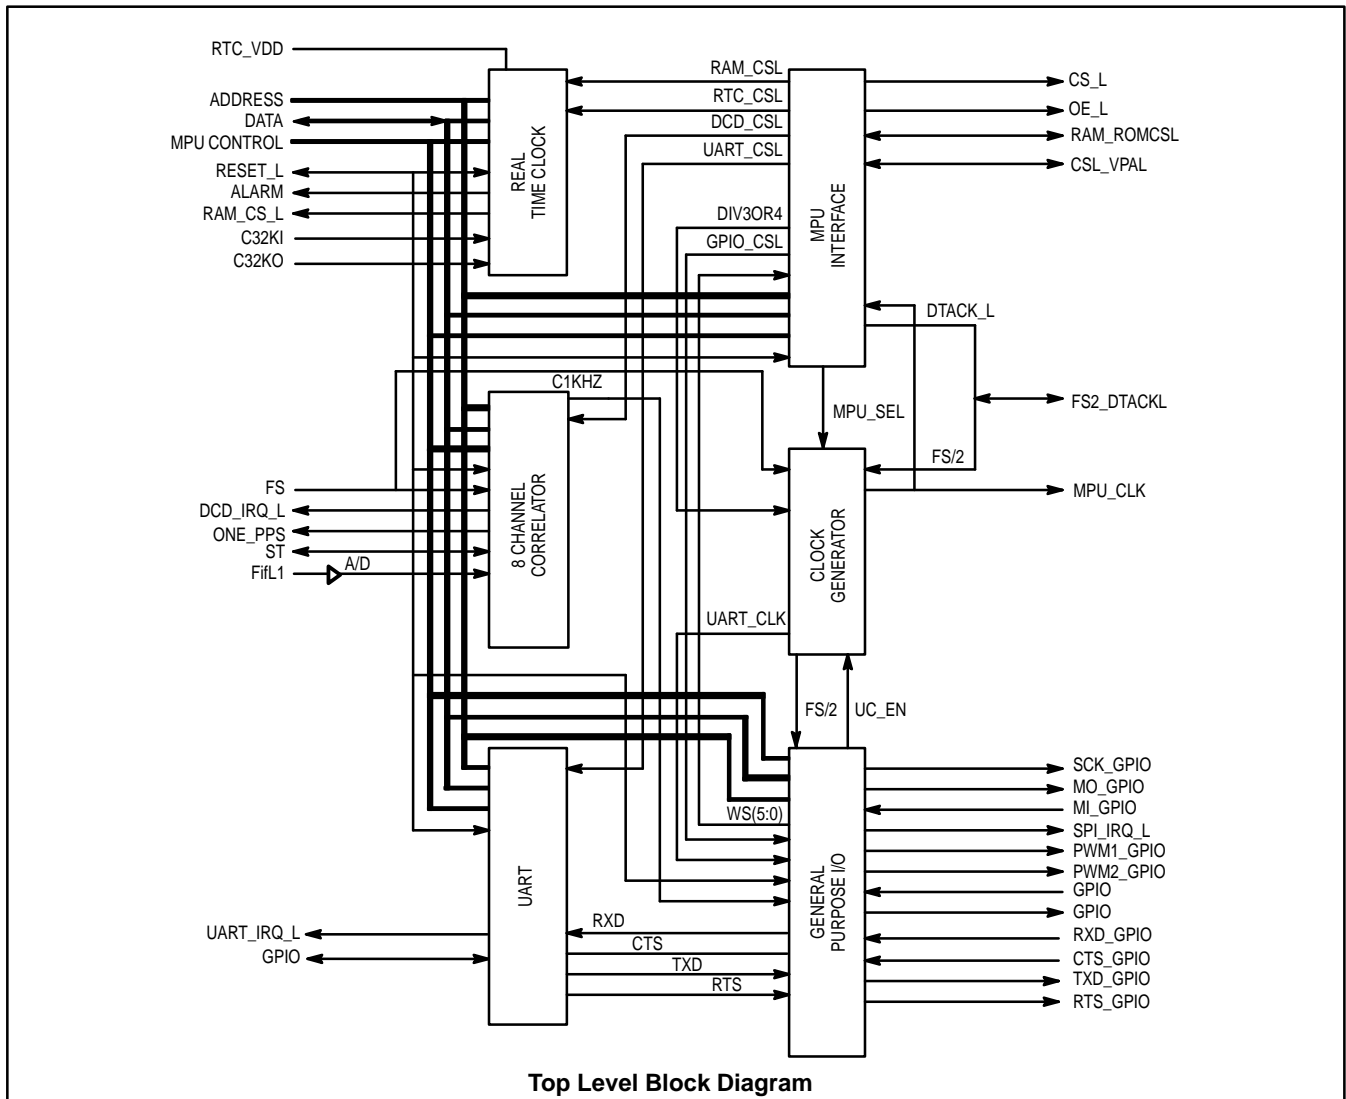 RTC_VDD
ADDRESS
DATA
MPU CONTROL
RESET_L
ALARM
RAM_CS_L
C32KI
C32KO
REAL
TIME CLOCK
RAM_CSL
RTC_CSL
DCD_CSL
UART_CSL
DIV3OR4
GPIO_CSL
MPU
INTERFACE
CS_L
OE_L
RAM_ROMCSL
CSL_VPAL
DTACK_L
FS2_DTACKL
MPU_SEL
FS/2
MPU_CLK
C1KHZ
FS
DCD_IRQ_L
ONE_PPS
ST
FifL1
A/D
8 CHANNEL
CORRELATOR
CLOCK
GENERATOR
UART_CLK
FS/2
UC_EN
WS(5:0)
UART
UART_IRQ_L
GPIO
RXD
CTS
TXD
RTS
GENERAL
PURPOSE I/O
SCK_GPIO
MO_GPIO
MI_GPIO
SPI_IRQ_L
PWM1_GPIO
PWM2_GPIO
GPIO
GPIO
RXD_GPIO
CTS_GPIO
TXD_GPIO
RTS_GPIO
Top Level Block Diagram